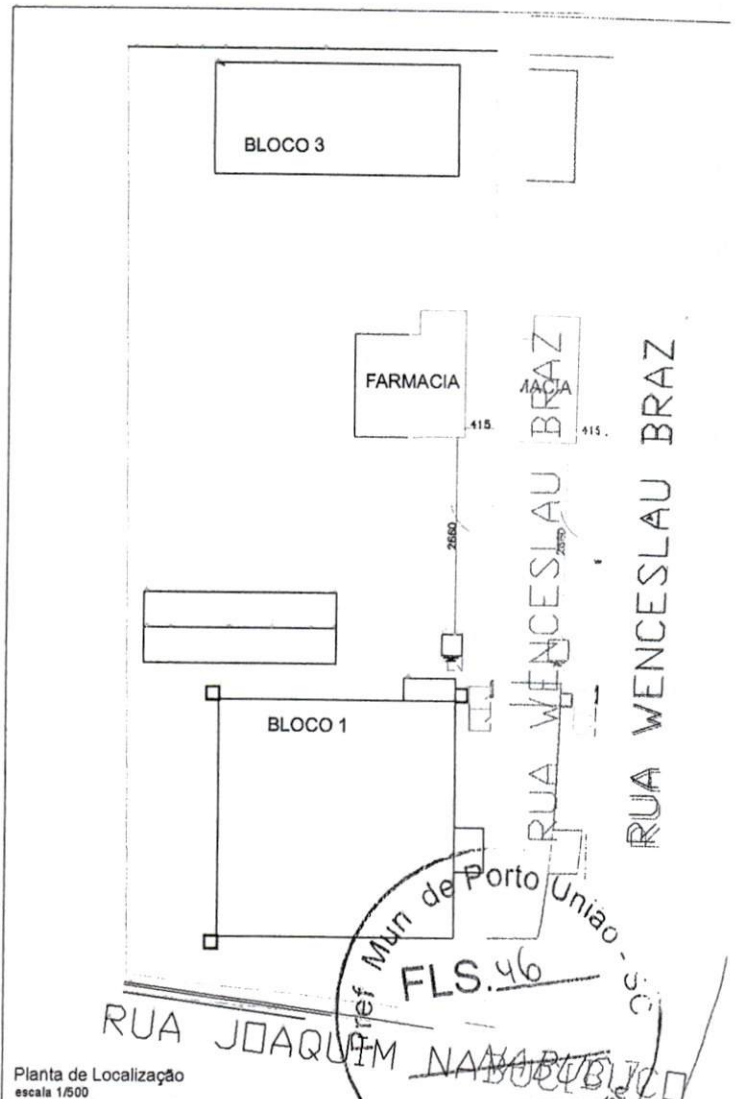 BLOCO 3
FARMACIA
MACIA
415.
415.
2660
2660
RUA WENCESLAU BRAZ
RUA WENCESLAU BRAZ
BLOCO 1
Pref Mun de Porto União - SC
FLS. 46
RUA JOAQUIM
Planta de Localização
escala 1/500